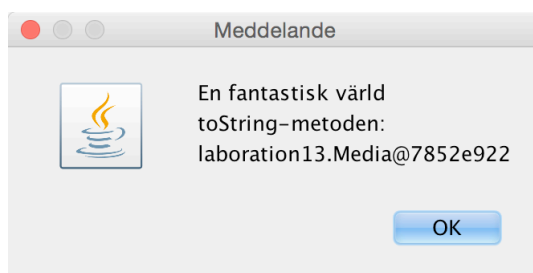 Meddelande
En fantastisk värld
toString-metoden:
laboration13.Media@7852e922
OK